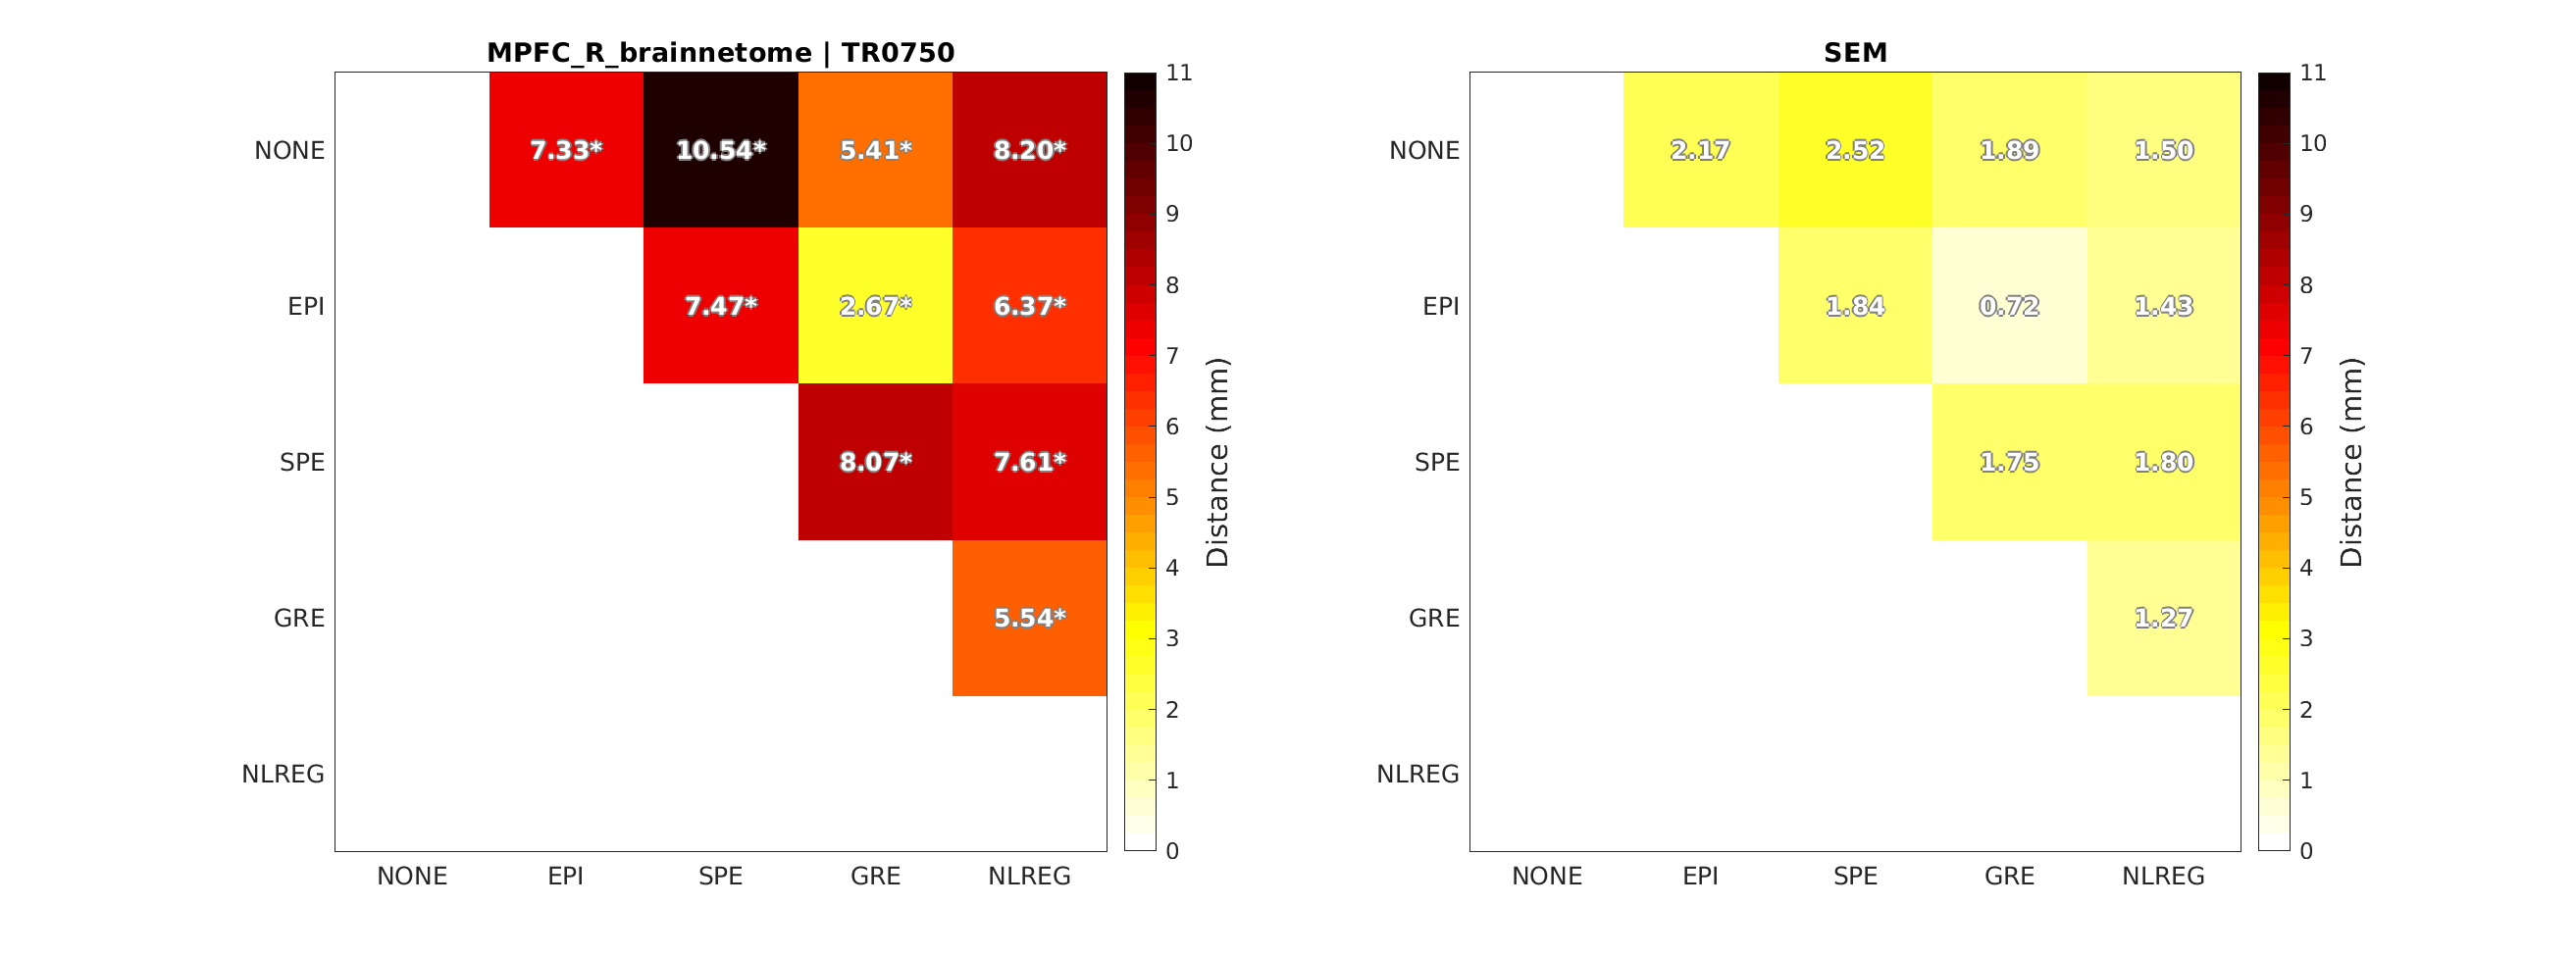 MPFC_R_brainnetome | TR0750
NONE 7.33* 10.54* 5.41* 8.20*
EPI 7.47* 2.67* 6.37*
SPE 8.07* 7.61*
GRE 5.54*
NLREG
NONE EPI SPE GRE NLREG
11
10
9
8
7
6
5
4
3
2
1
0
Distance (mm)
SEM
NONE 2.17 2.52 1.89 1.50
EPI 1.84 0.72 1.43
SPE 1.75 1.80
GRE 1.27
NLREG
NONE EPI SPE GRE NLREG
11
10
9
8
7
6
5
4
3
2
1
0
Distance (mm)